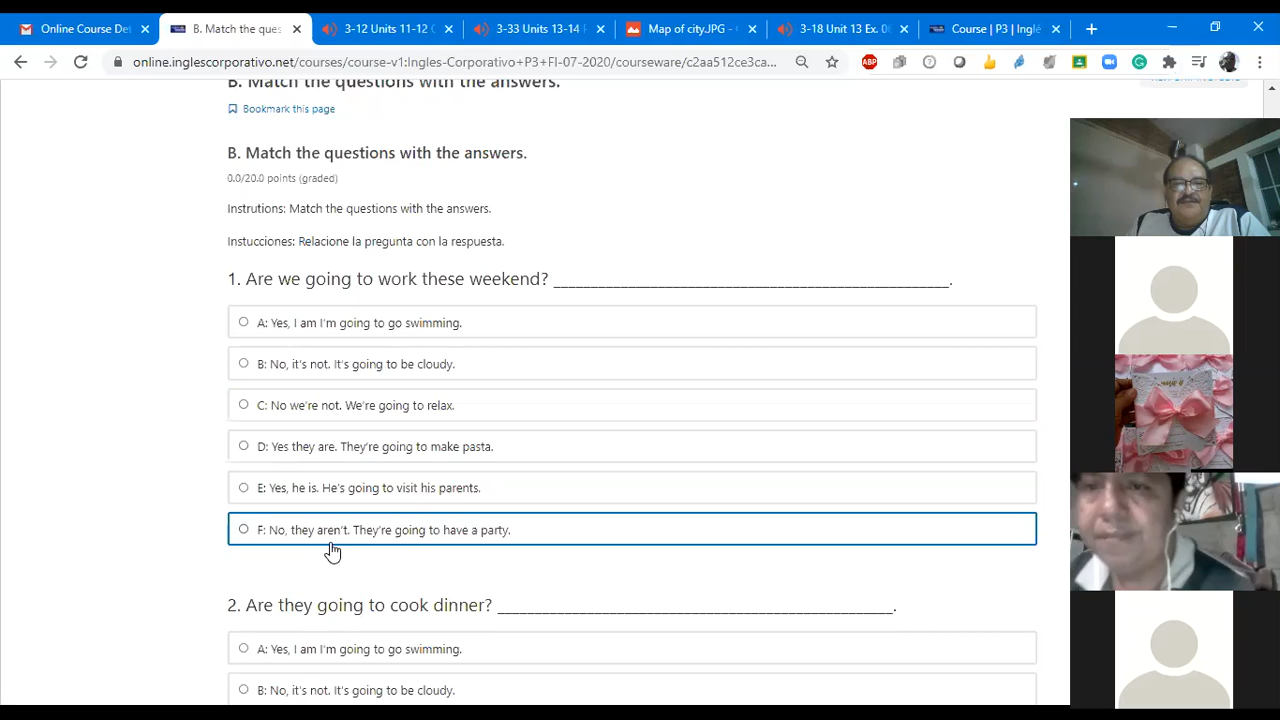 Online Course De
B. Match the ques
3-12 Units 11-12
3-33 Units 13-14
Map of cityJPG -
3-18 Unit 13 Ex. 0
Course | P3 | Inglé
online.inglescorporativo.net/courses/course-v1:Ingles-Corporativo+P3+FI-07-2020/courseware/c2aa512ce3ca...
ABP
B. Match the questions with the answers.
Bookmark this page
B. Match the questions with the answers.
0.0/20.0 points (graded)
Instrutions: Match the questions with the answers.
Instucciones: Relacione la pregunta con la respuesta.
1. Are we going to work these weekend? ______________________________________________.
A: Yes, I am I'm going to go swimming.
B: No, it's not. It's going to be cloudy.
C: No we're not. We're going to relax.
D: Yes they are. They're going to make pasta.
E: Yes, he is. He's going to visit his parents.
F: No, they aren't. They're going to have a party.
2. Are they going to cook dinner? ______________________________________________.
A: Yes, I am I'm going to go swimming.
B: No, it's not. It's going to be cloudy.